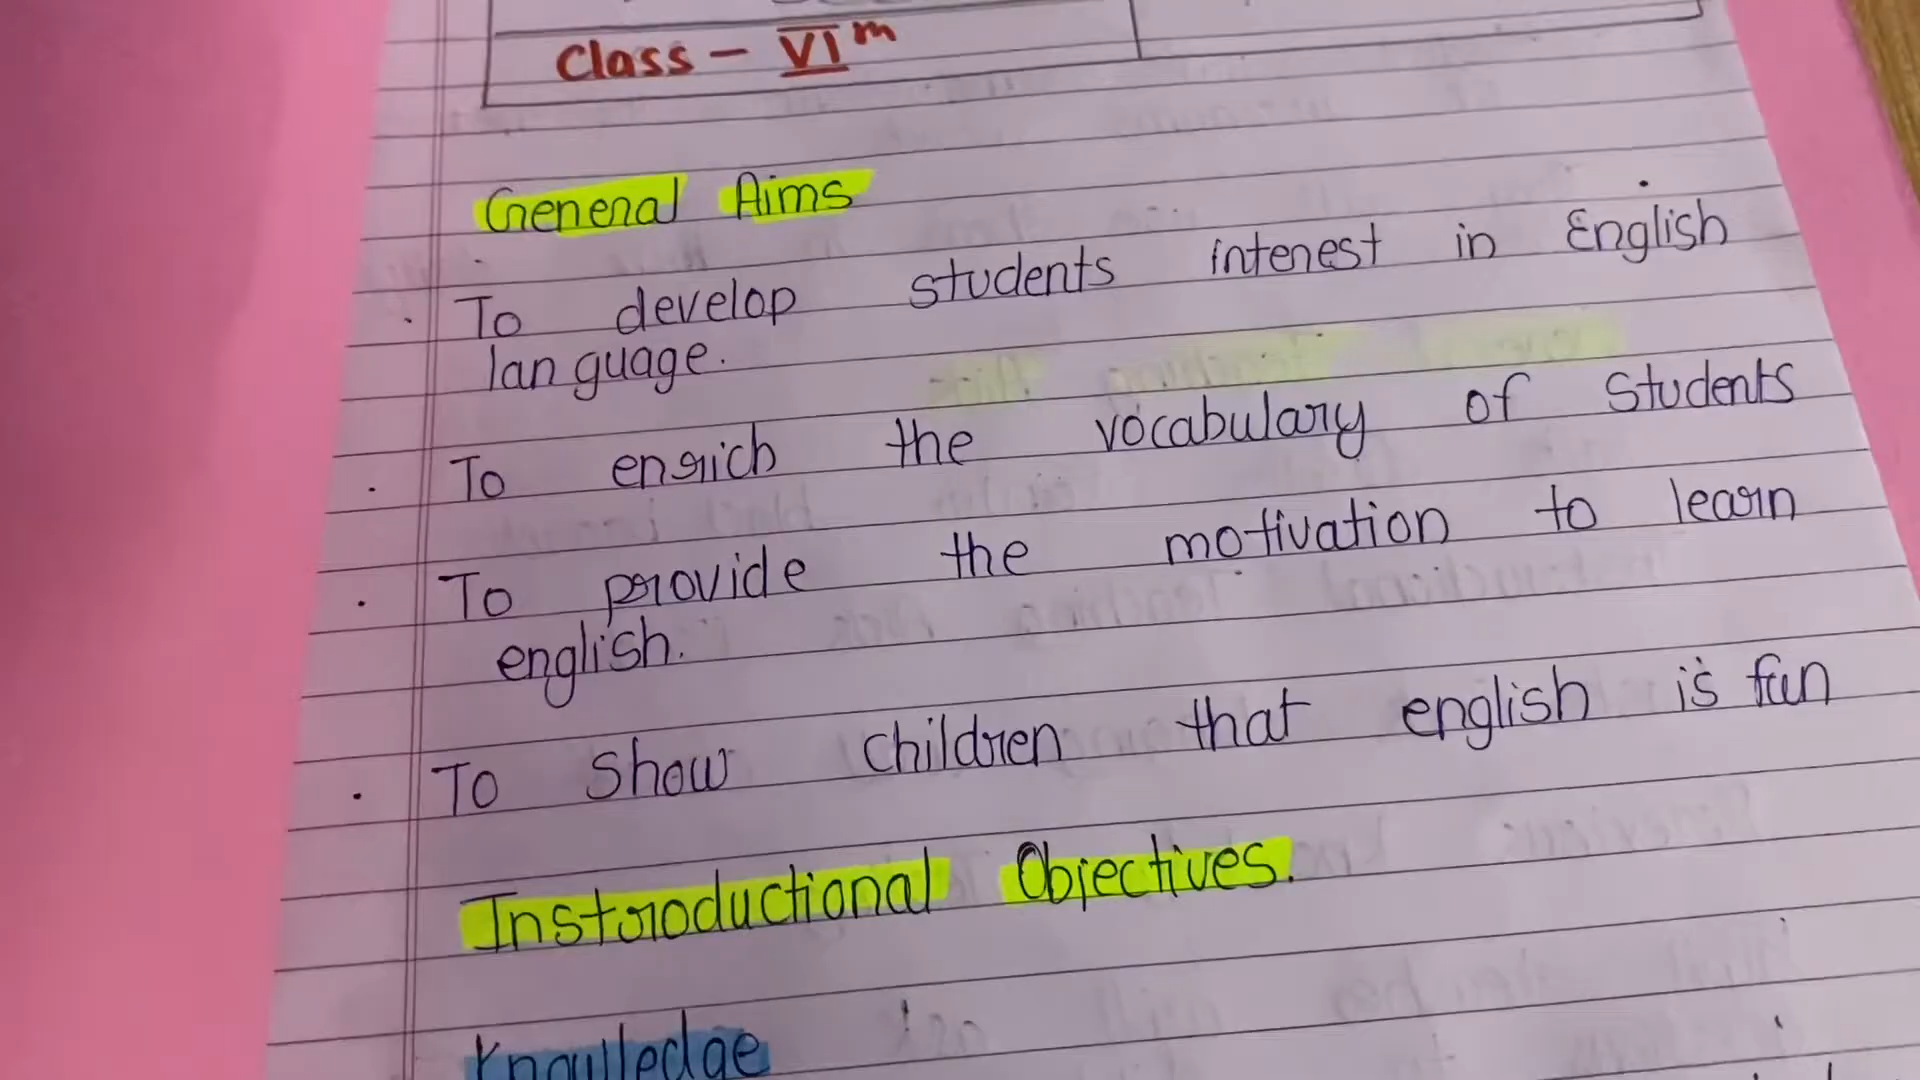 Class - VIth
General Aims
. To develop students interest in English
language.
. To enrich the vocabulary of students
. To provide the motivation to learn
english.
. To show children that english is fun
Instroductional Objectives.
Knowlledge